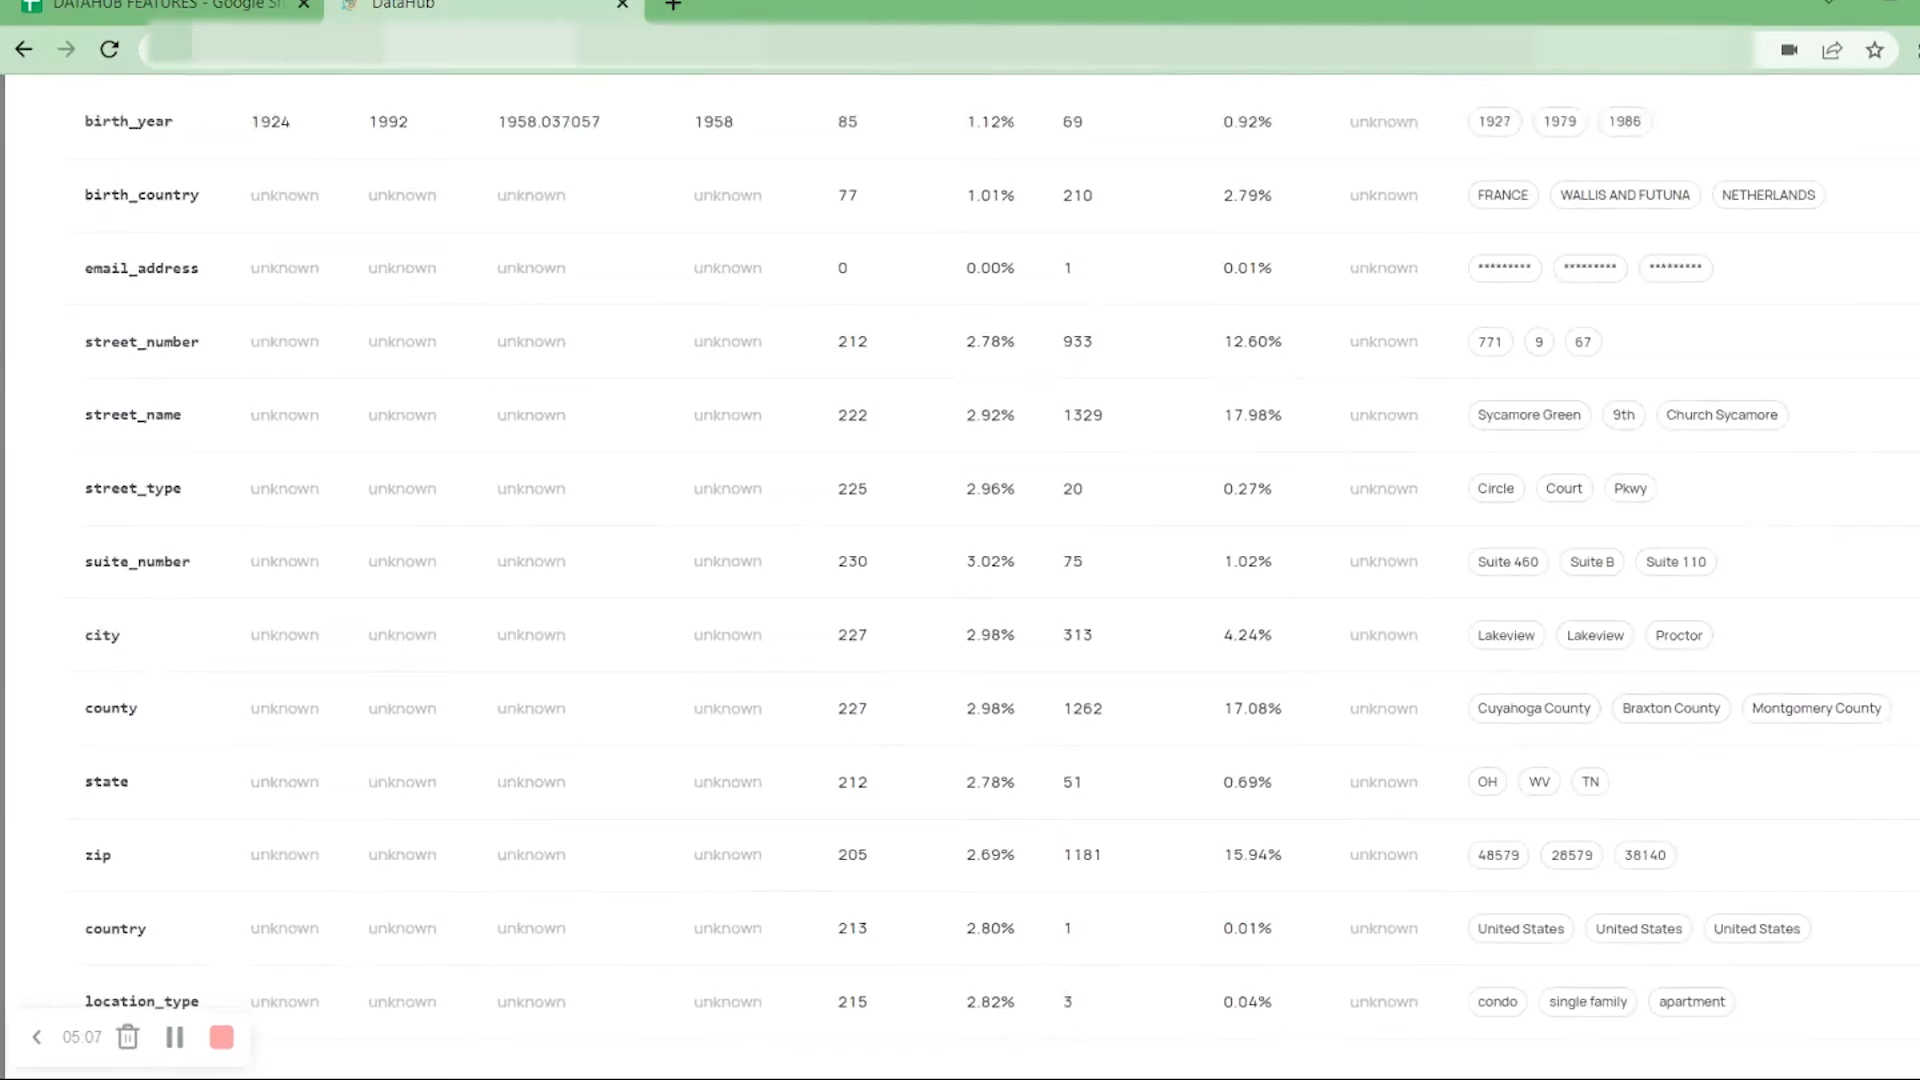 DATAHUB FEATURES - Google Sh
DataHub
birth_year 1924 1992 1958.037057 1958 85 1.12% 69 0.92% unknown 1927 1979 1986
birth_country unknown unknown unknown unknown 77 1.01% 210 2.79% unknown FRANCE WALLIS AND FUTUNA NETHERLANDS
email_address unknown unknown unknown unknown 0 0.00% 1 0.01% unknown ********* ********* *********
street_number unknown unknown unknown unknown 212 2.78% 933 12.60% unknown 771 9 67
street_name unknown unknown unknown unknown 222 2.92% 1329 17.98% unknown Sycamore Green 9th Church Sycamore
street_type unknown unknown unknown unknown 225 2.96% 20 0.27% unknown Circle Court Pkwy
suite_number unknown unknown unknown unknown 230 3.02% 75 1.02% unknown Suite 460 Suite B Suite 110
city unknown unknown unknown unknown 227 2.98% 313 4.24% unknown Lakeview Lakeview Proctor
county unknown unknown unknown unknown 227 2.98% 1262 17.08% unknown Cuyahoga County Braxton County Montgomery County
state unknown unknown unknown unknown 212 2.78% 51 0.69% unknown OH WV TN
zip unknown unknown unknown unknown 205 2.69% 1181 15.94% unknown 48579 28579 38140
country unknown unknown unknown unknown 213 2.80% 1 0.01% unknown United States United States United States
location_type unknown unknown unknown unknown 215 2.82% 3 0.04% unknown condo single family apartment
05:07